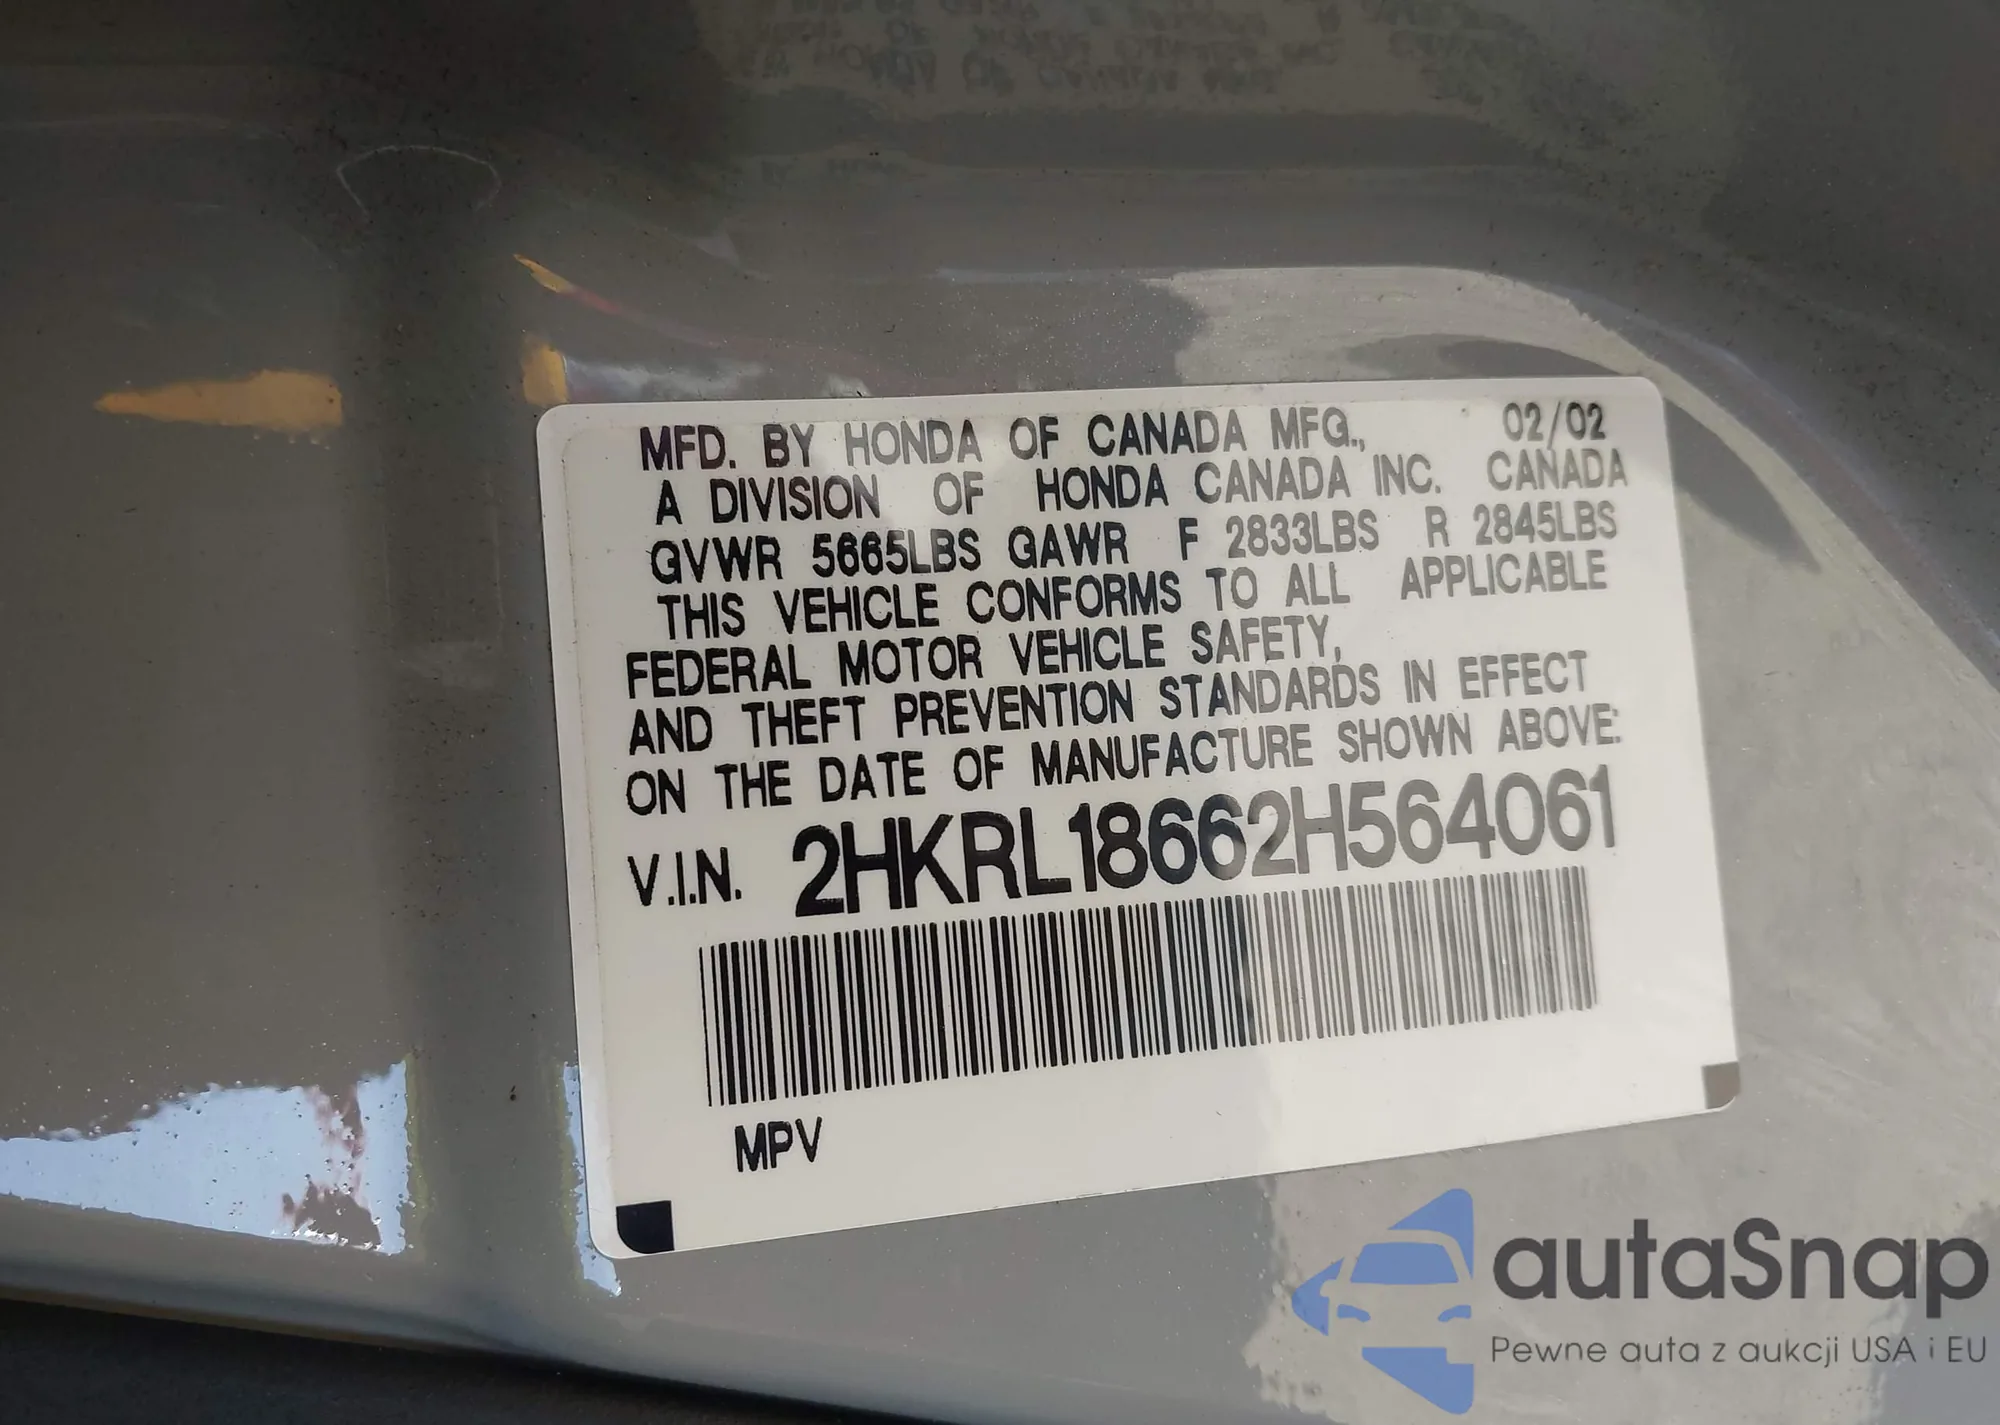 MFD. BY HONDA OF CANADA MFG., 02/02
A DIVISION OF HONDA CANADA INC. CANADA
GVWR 5665LBS GAWR F 2833LBS R 2845LBS
THIS VEHICLE CONFORMS TO ALL APPLICABLE
FEDERAL MOTOR VEHICLE SAFETY,
AND THEFT PREVENTION STANDARDS IN EFFECT
ON THE DATE OF MANUFACTURE SHOWN ABOVE:
V.I.N. 2HKRL18662H564061
MPV
autaSnap
Pewne auta z aukcji USA i EU